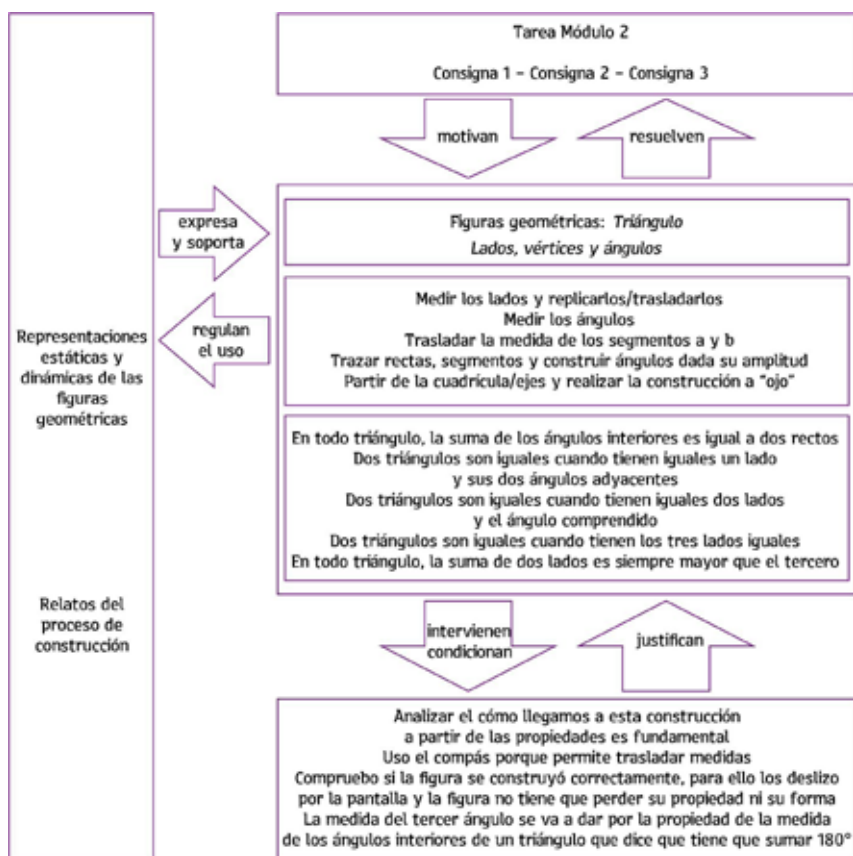 Tarea Módulo 2
Consigna 1 – Consigna 2 – Consigna 3
motivan
resuelven
expresa
y soporta
regulan
el uso
Representaciones
estáticas y
dinámicas de las
figuras
geométricas
Relatos del
proceso de
construcción
Figuras geométricas: Triángulo
Lados, vértices y ángulos
Medir los lados y replicarlos/trasladarlos
Medir los ángulos
Trasladar la medida de los segmentos a y b
Trazar rectas, segmentos y construir ángulos dada su amplitud
Partir de la cuadrícula/ejes y realizar la construcción a "ojo"
En todo triángulo, la suma de los ángulos interiores es igual a dos rectos
Dos triángulos son iguales cuando tienen iguales un lado
y sus dos ángulos adyacentes
Dos triángulos son iguales cuando tienen iguales dos lados
y el ángulo comprendido
Dos triángulos son iguales cuando tienen los tres lados iguales
En todo triángulo, la suma de dos lados es siempre mayor que el tercero
intervienen
condicionan
justifican
Analizar el cómo llegamos a esta construcción
a partir de las propiedades es fundamental
Uso el compás porque permite trasladar medidas
Compruebo si la figura se construyó correctamente, para ello los deslizo
por la pantalla y la figura no tiene que perder su propiedad ni su forma
La medida del tercer ángulo se va a dar por la propiedad de la medida
de los ángulos interiores de un triángulo que dice que tiene que sumar 180°